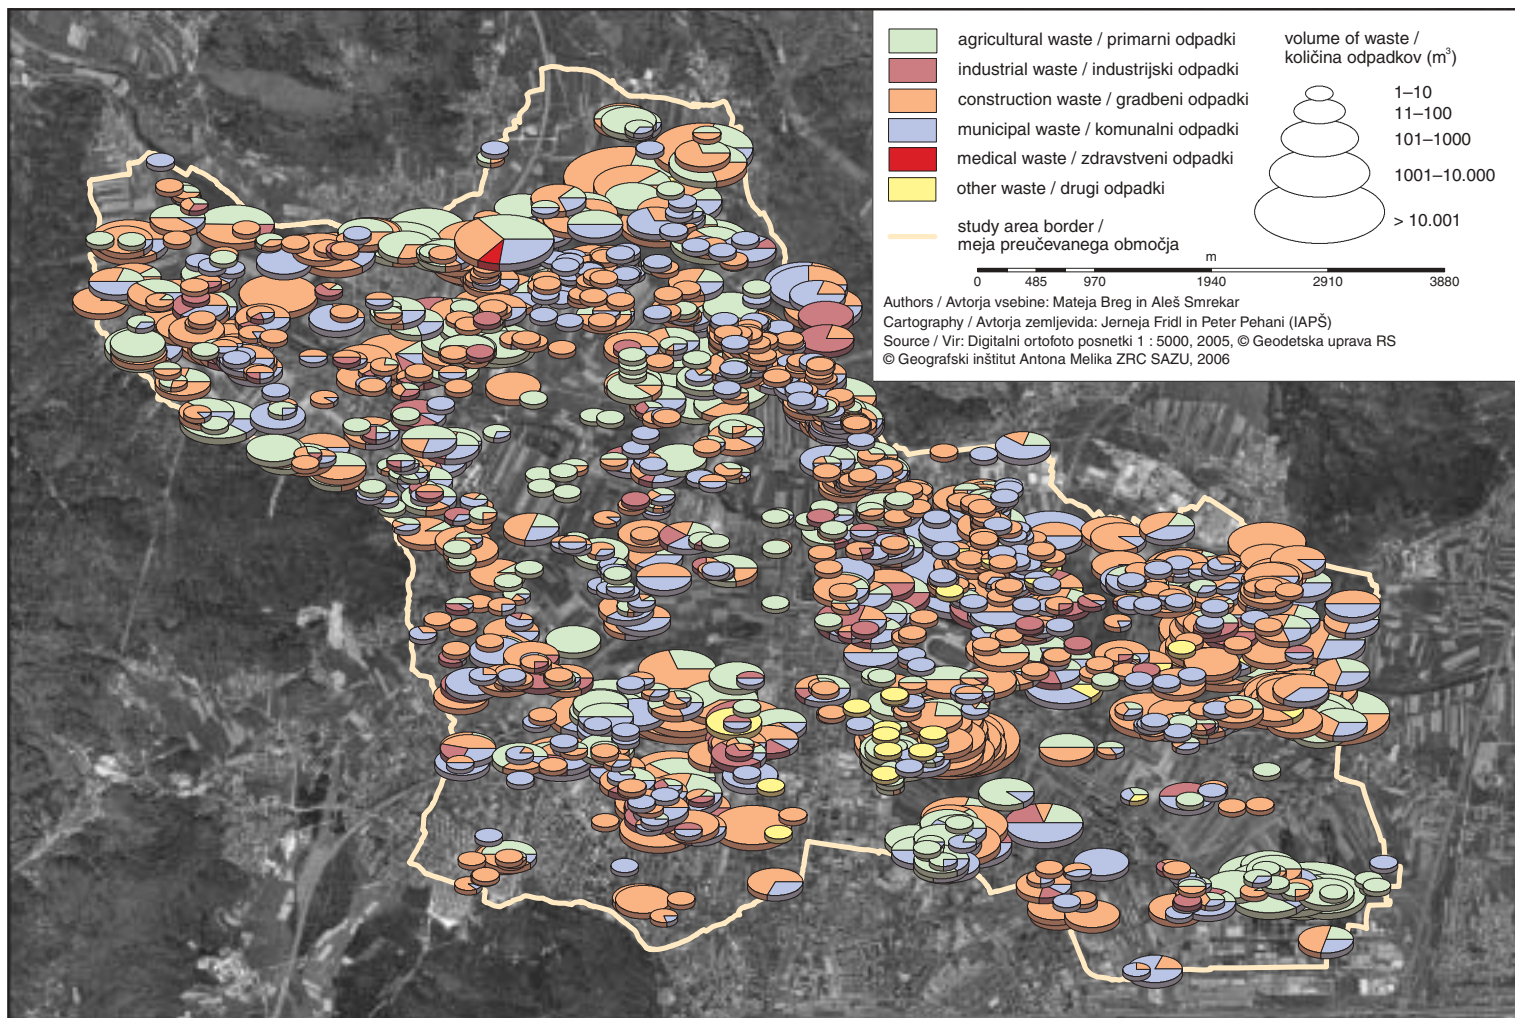 agricultural waste / primarni odpadki
industrial waste / industrijski odpadki
construction waste / gradbeni odpadki
municipal waste / komunalni odpadki
medical waste / zdravstveni odpadki
other waste / drugi odpadki
study area border /
meja preučevanega območja
volume of waste /
količina odpadkov (m³)
1–10
11–100
101–1000
1001–10.000
> 10.001
m
0 485 970 1940 2910 3880
Authors / Avtorja vsebine: Mateja Breg in Aleš Smrekar
Cartography / Avtorja zemljevida: Jerneja Fridl in Peter Pehani (IAPŠ)
Source / Vir: Digitalni ortofoto posnetki 1 : 5000, 2005, © Geodetska uprava RS
© Geografski inštitut Antona Melika ZRC SAZU, 2006